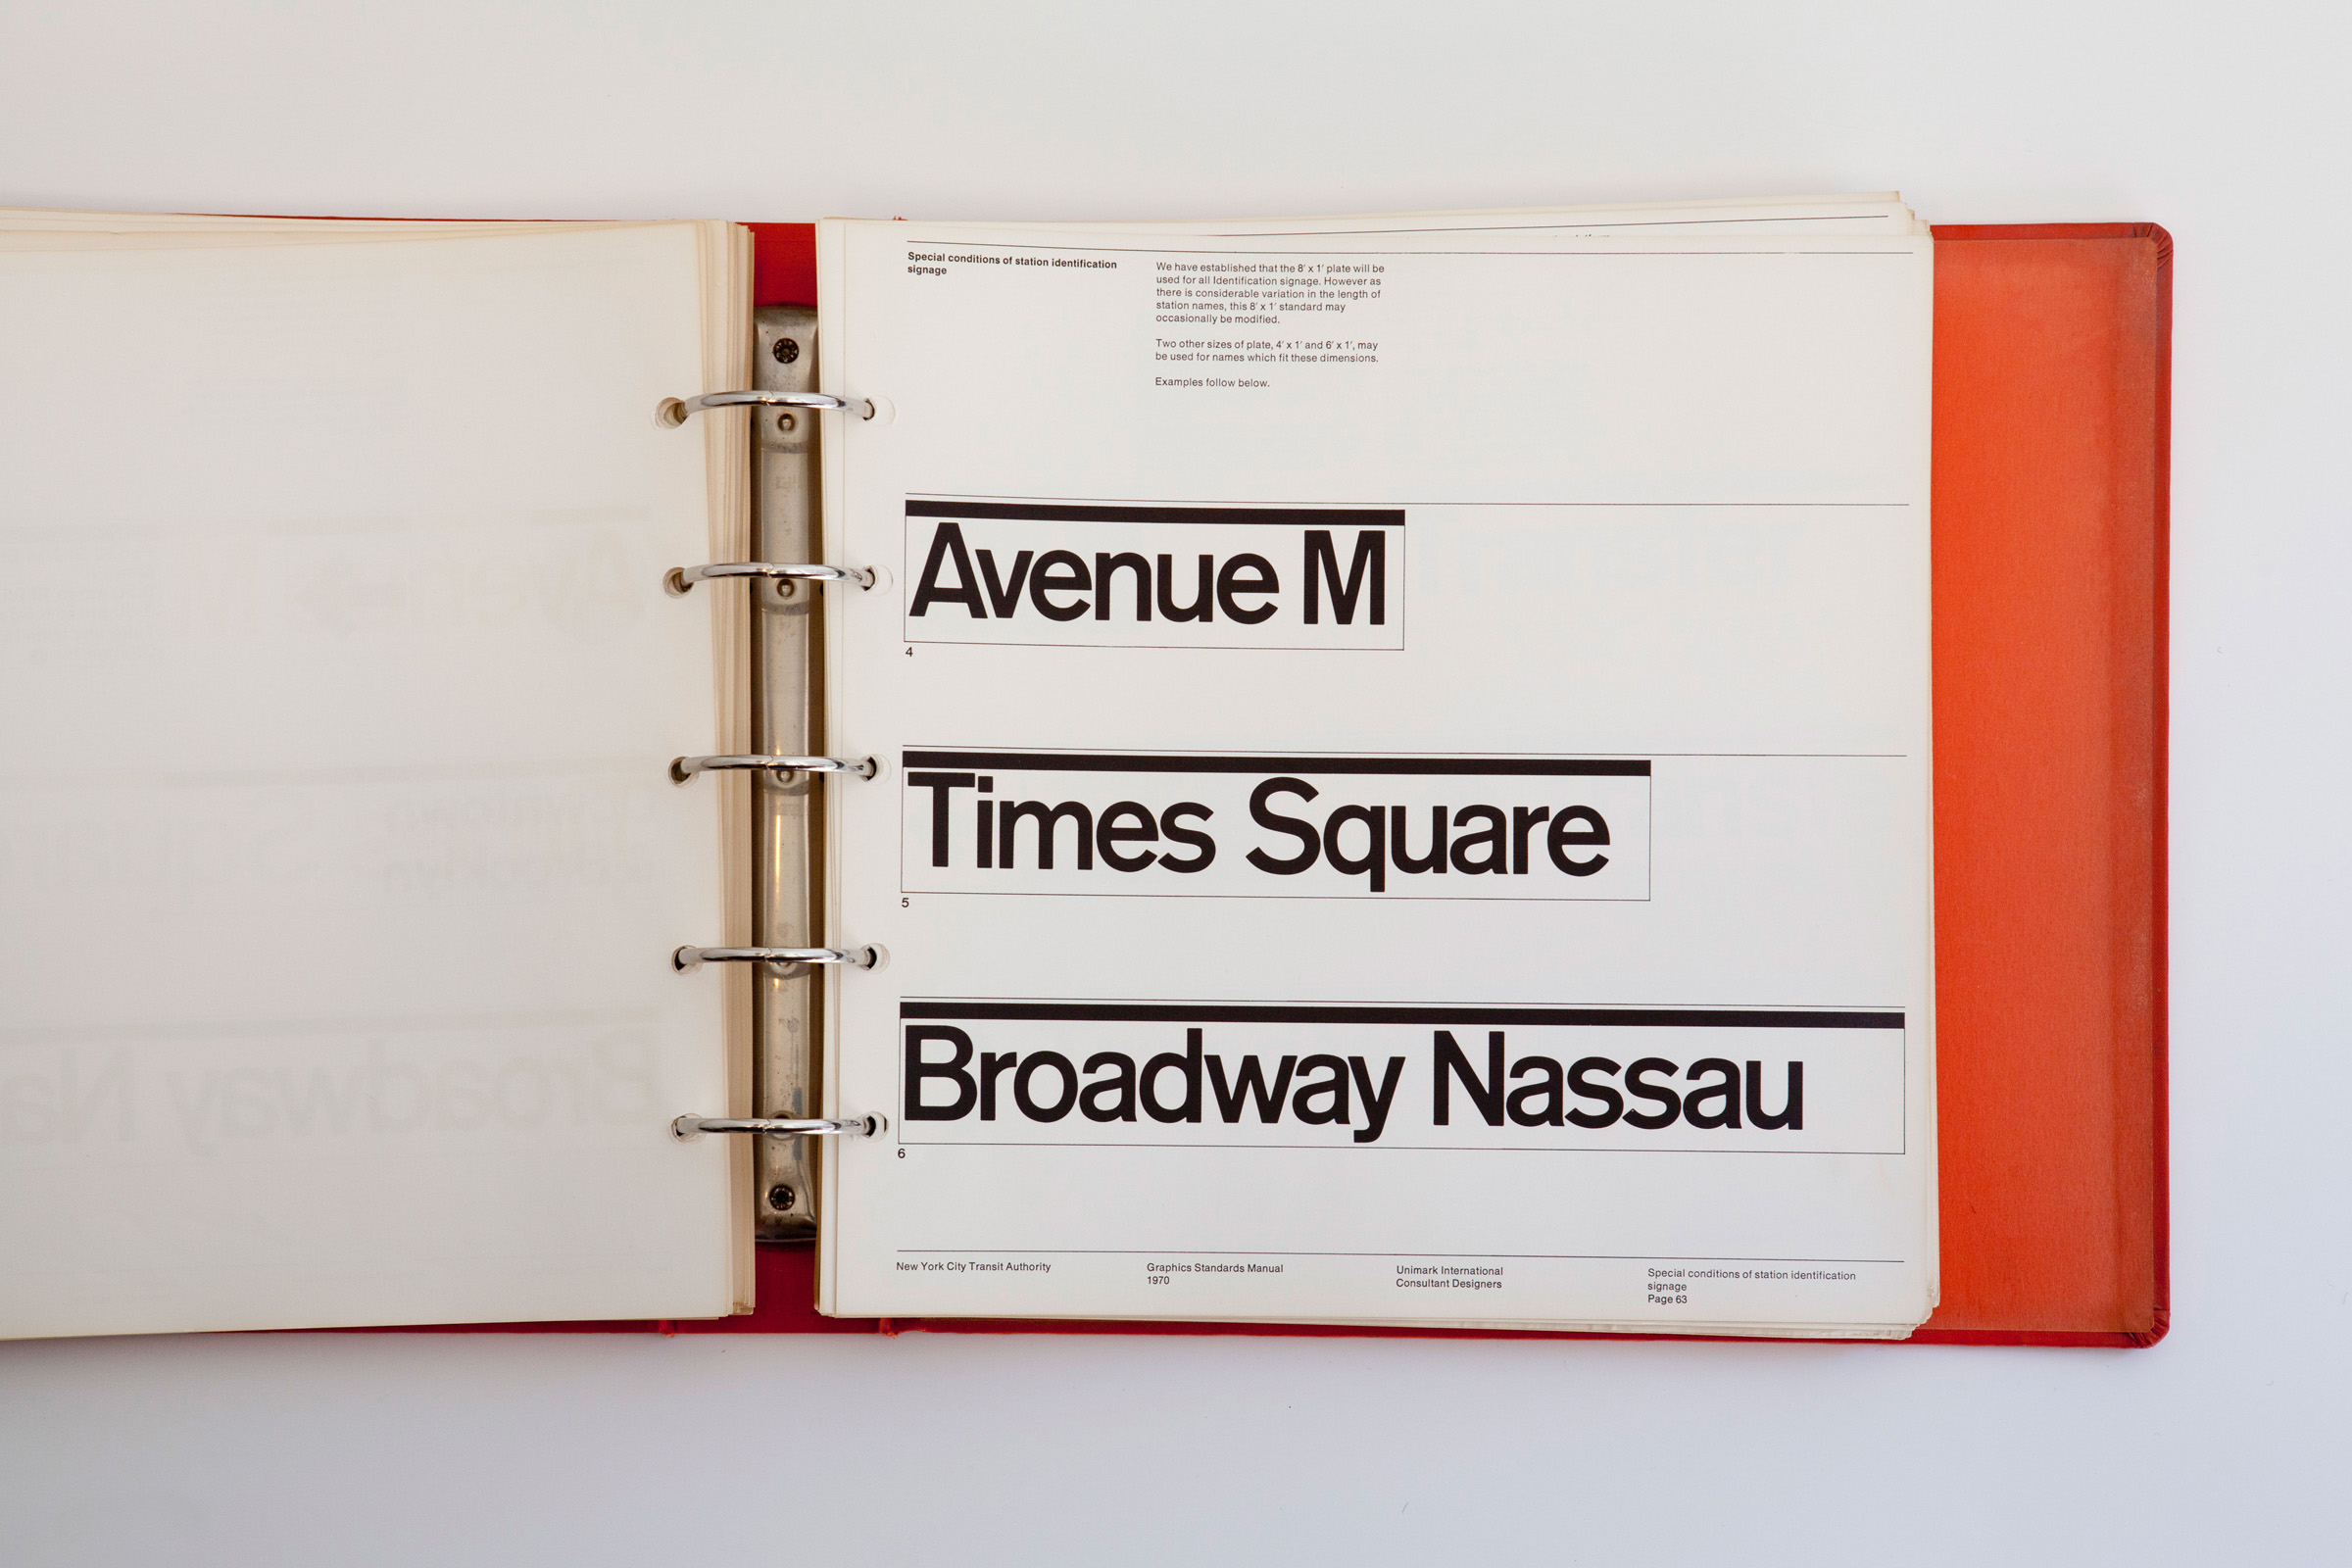 Special conditions of station identification
signage
We have established that the 8′ x 1′ plate will be
used for all Identification signage. However as
there is considerable variation in the length of
station names, this 8′ x 1′ standard may
occasionally be modified.
Two other sizes of plate, 4′ x 1′ and 6′ x 1′, may
be used for names which fit these dimensions.
Examples follow below.
Avenue M
4
Times Square
5
Broadway Nassau
6
New York City Transit Authority
Graphics Standards Manual
1970
Unimark International
Consultant Designers
Special conditions of station identification
signage
Page 63